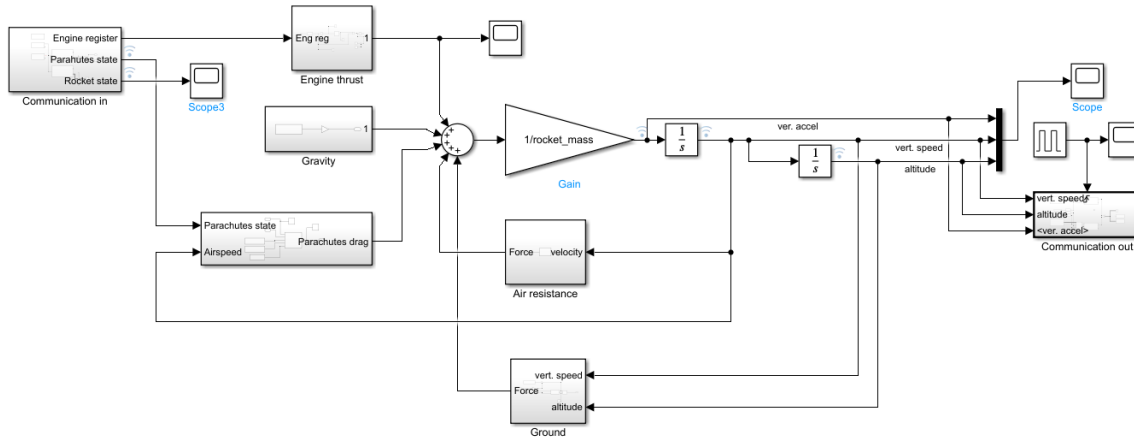 Engine register
Parahutes state
Rocket state
Communication in
Scope3
Eng reg
1
Engine thrust
1
Gravity
Parachutes state
Airspeed
Parachutes drag
+
+
+
+
+
1/rocket_mass
Gain
1
s
ver. accel
vert. speed
1
s
altitude
Force
velocity
Air resistance
Force
vert. speed
altitude
Ground
Scope
vert. speed
altitude
<ver. accel>
Communication out